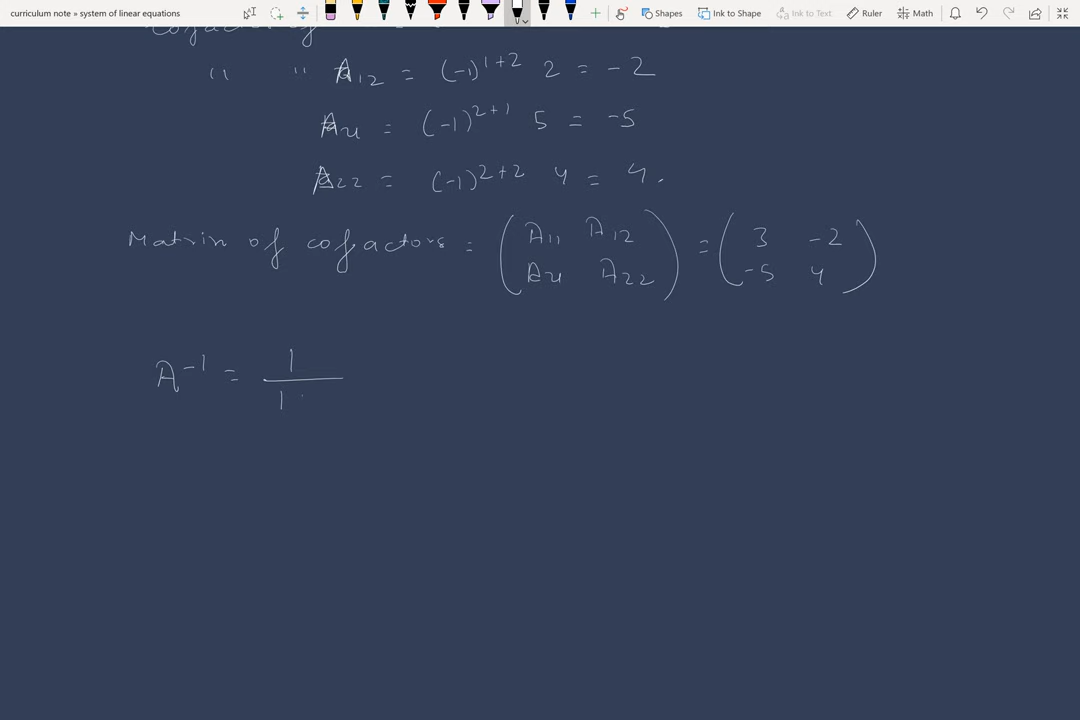 curriculum note » system of linear equations
Shapes Ink to Shape Ink to Text Ruler Math
" " A12 = (-1)^1+2 2 = -2
A21 = (-1)^2+1 5 = -5
A22 = (-1)^2+2 4 = 4.
Matrix of cofactors = (A11 A12 = (3 -2
A21 A22) -5 4)
A^-1 = 1